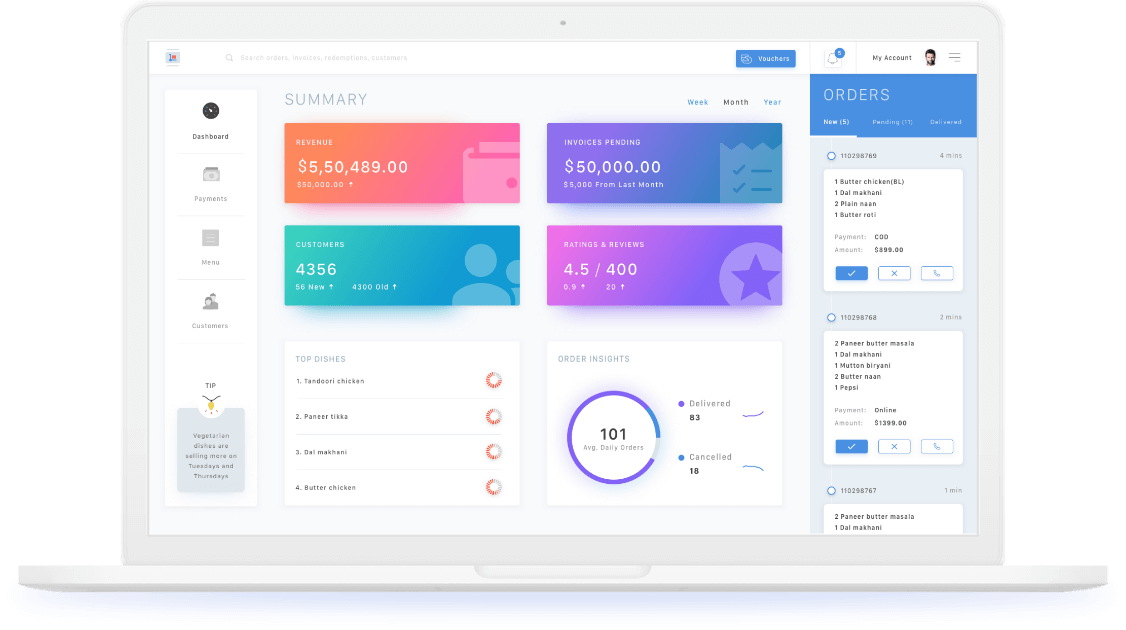 Search orders, invoices, redemations, customers
Vouchers
5
My Account
Dashboard
Payments
Menu
Customers
TIP
Vegetarian
dishes are
selling more on
Tuesdays and
Thursdays
SUMMARY
Week Month Year
REVENUE
$5,50,489.00
$50,000.00 ↑
INVOICES PENDING
$50,000.00
$5,000 From Last Month
CUSTOMERS
4356
56 New ↑ 4300 Old ↑
RATINGS & REVIEWS
4.5 / 400
0.9 ↑ 20 ↑
TOP DISHES
1. Tandoori chicken
2. Paneer tikka
3. Dal makhani
4. Butter chicken
ORDER INSIGHTS
101
Avg. Daily Orders
Delivered
83
Cancelled
18
ORDERS
New (5) Pending (11) Delivered
110298769 4 mins
1 Butter chicken(BL)
1 Dal makhani
2 Plain naan
1 Butter roti
Payment: COD
Amount: $899.00
110298768 2 mins
2 Paneer butter masala
1 Dal makhani
1 Mutton biryani
2 Butter naan
1 Pepsi
Payment: Online
Amount: $1399.00
110298767 1 min
2 Paneer butter masala
1 Dal makhani